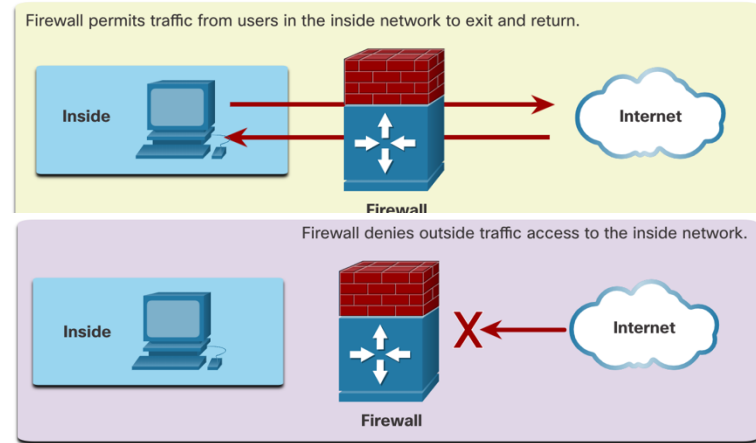 Firewall permits traffic from users in the inside network to exit and return.
Inside
Internet
Firewall
Firewall denies outside traffic access to the inside network.
Inside
X
Internet
Firewall